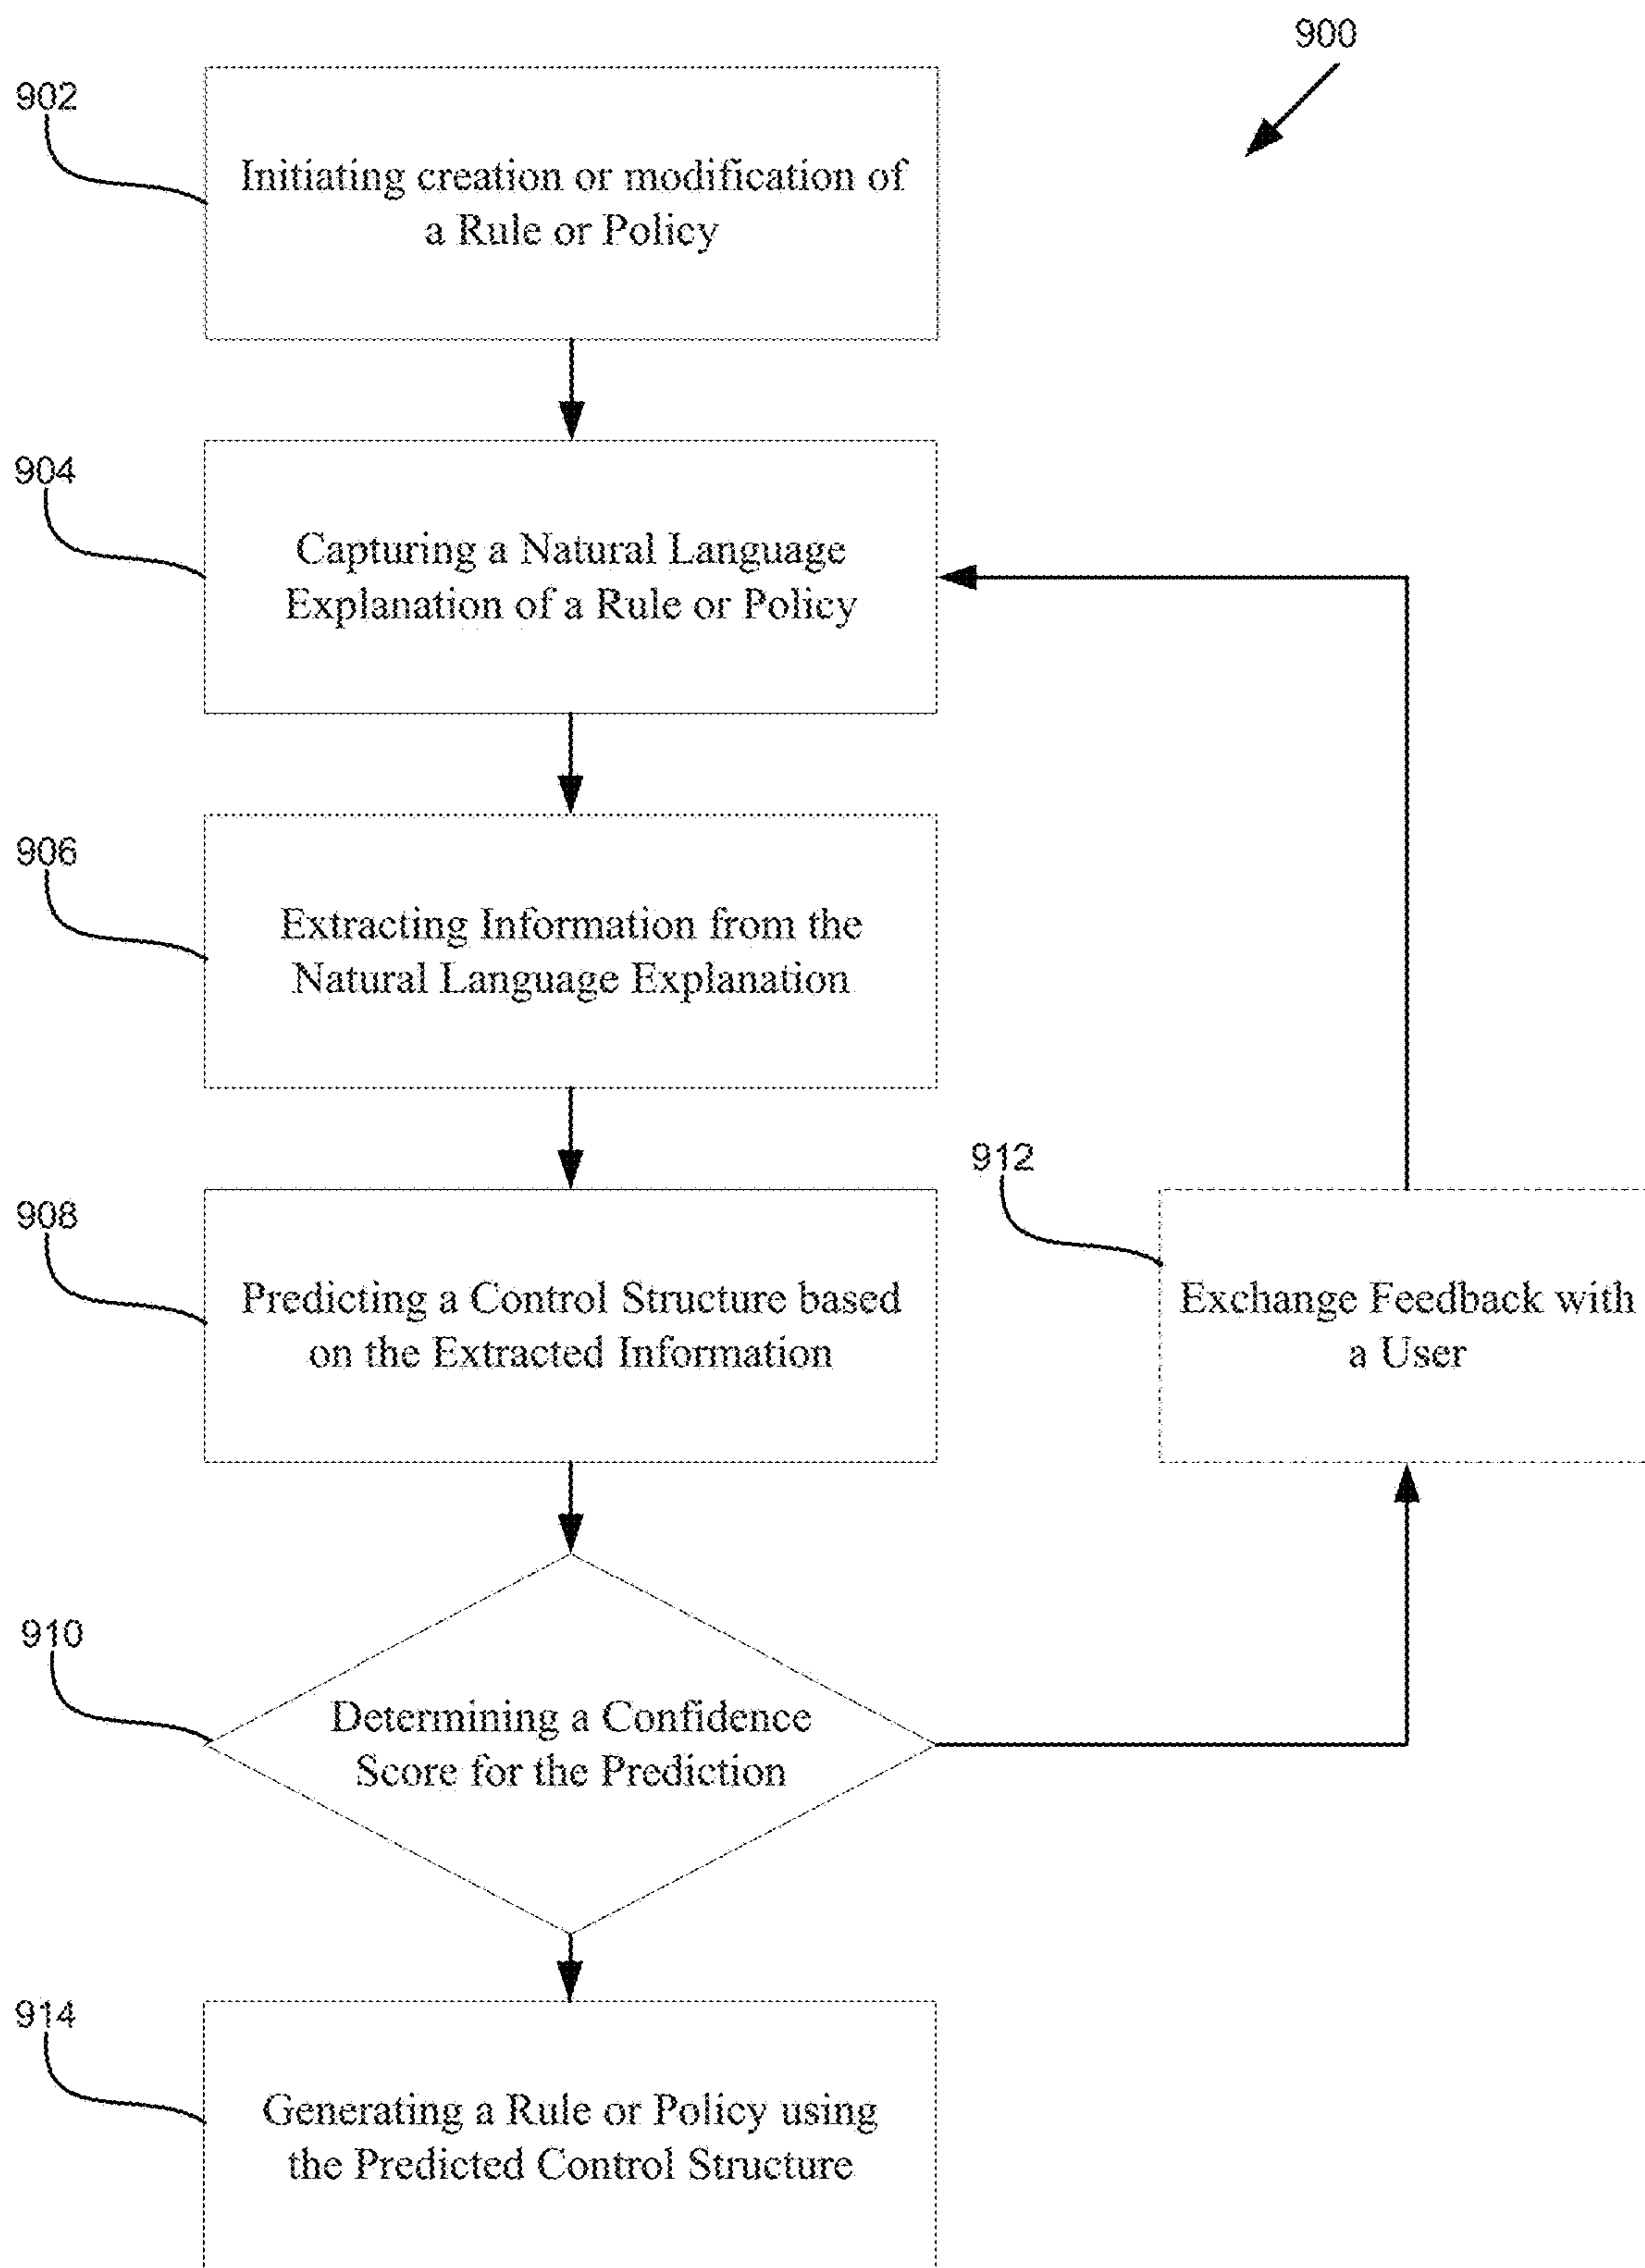 900
902
Initiating creation or modification of
a Rule or Policy
904
Capturing a Natural Language
Explanation of a Rule or Policy
906
Extracting Information from the
Natural Language Explanation
908
Predicting a Control Structure based
on the Extracted Information
912
Exchange Feedback with
a User
910
Determining a Confidence
Score for the Prediction
914
Generating a Rule or Policy using
the Predicted Control Structure